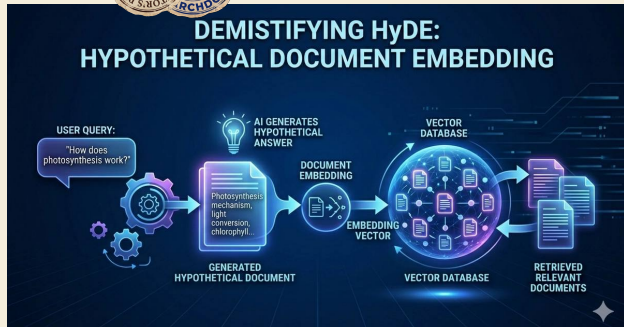 DEMISTIFYING HyDE:
HYPOTHETICAL DOCUMENT EMBEDDING
USER QUERY:
"How does
photosynthesis work?"
AI GENERATES
HYPOTHETICAL
ANSWER
Photosynthesis
mechanism,
light
conversion,
chlorophyll...
GENERATED
HYPOTHETICAL DOCUMENT
DOCUMENT
EMBEDDING
EMBEDDING
VECTOR
VECTOR
DATABASE
VECTOR DATABASE
RETRIEVED
RELEVANT
DOCUMENTS